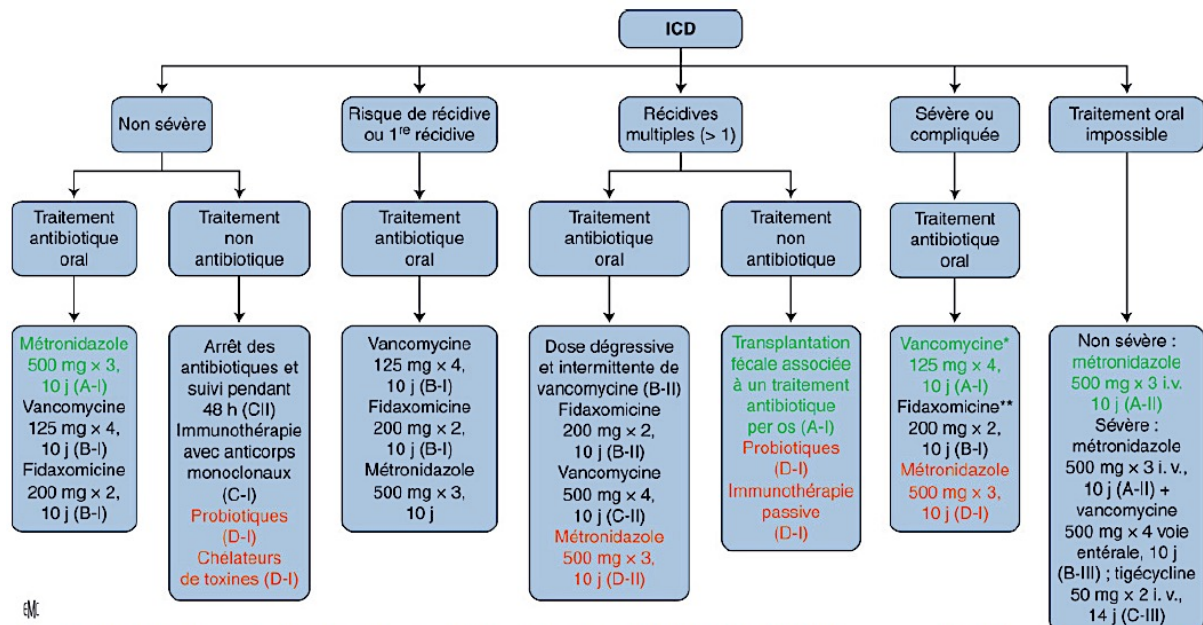 ICD
Non sévère
Risque de récidive
ou 1re récidive
Récidives
multiples (> 1)
Sévère ou
compliquée
Traitement oral
impossible
Traitement
antibiotique
oral
Traitement
non
antibiotique
Traitement
antibiotique
oral
Traitement
antibiotique
oral
Traitement
non
antibiotique
Traitement
antibiotique
oral
Métronidazole
500 mg × 3,
10 j (A-I)
Vancomycine
125 mg × 4,
10 j (B-I)
Fidaxomicine
200 mg × 2,
10 j (B-I)
Arrêt des
antibiotiques et
suivi pendant
48 h (CII)
Immunothérapie
avec anticorps
monoclonaux
(C-I)
Probiotiques
(D-I)
Chélateurs
de toxines (D-I)
Vancomycine
125 mg × 4,
10 j (B-I)
Fidaxomicine
200 mg × 2,
10 j (B-I)
Métronidazole
500 mg × 3,
10 j
Dose dégressive
et intermittente de
vancomycine (B-II)
Fidaxomicine
200 mg × 2,
10 j (B-II)
Vancomycine
500 mg × 4,
10 j (C-II)
Métronidazole
500 mg × 3,
10 j (D-II)
Transplantation
fécale associée
à un traitement
antibiotique
per os (A-I)
Probiotiques
(D-I)
Immunothérapie
passive
(D-I)
Vancomycine*
125 mg × 4,
10 j (A-I)
Fidaxomicine**
200 mg × 2,
10 j (B-I)
Métronidazole
500 mg × 3,
10 j (D-I)
Non sévère :
métronidazole
500 mg × 3 i.v.
10 j (A-II)
Sévère :
métronidazole
500 mg × 3 i. v.,
10 j (A-II) +
vancomycine
500 mg × 4 voie
entérale, 10 j
(B-III) ; tigécycline
50 mg × 2 i. v.,
14 j (C-III)
EMC